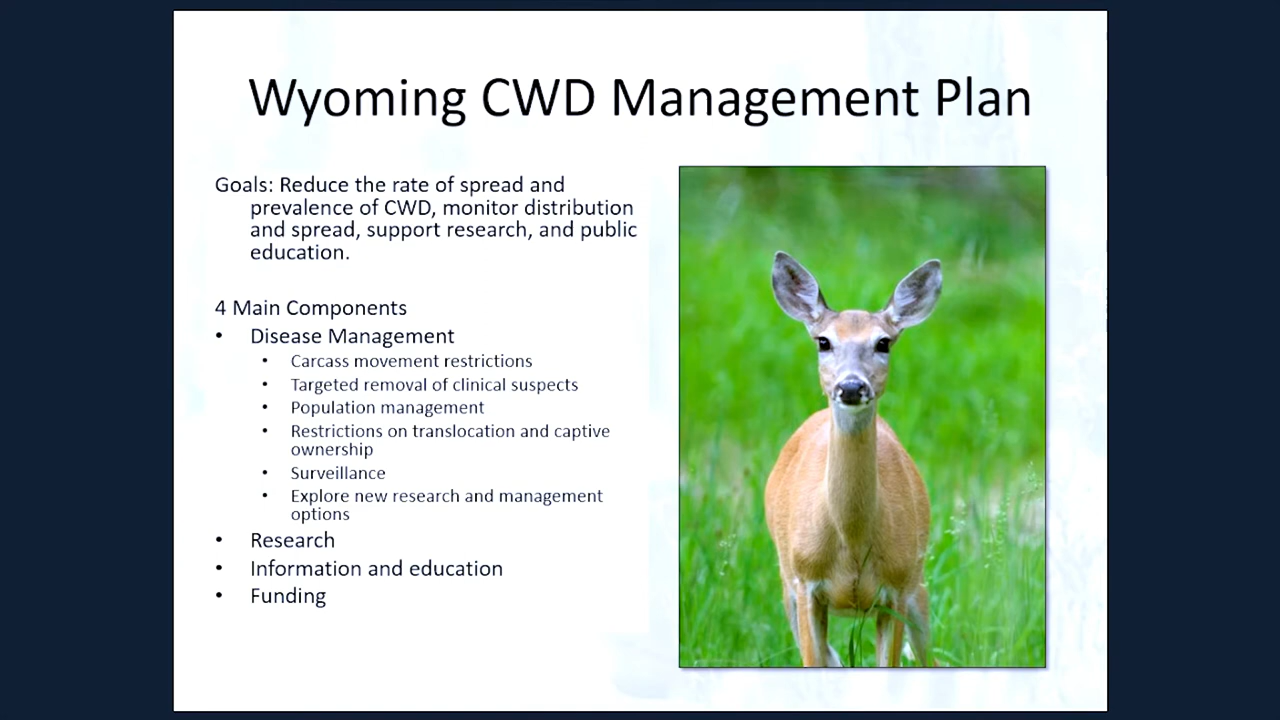 Wyoming CWD Management Plan
Goals: Reduce the rate of spread and
prevalence of CWD, monitor distribution
and spread, support research, and public
education.
4 Main Components
• Disease Management
• Carcass movement restrictions
• Targeted removal of clinical suspects
• Population management
• Restrictions on translocation and captive
ownership
• Surveillance
• Explore new research and management
options
• Research
• Information and education
• Funding